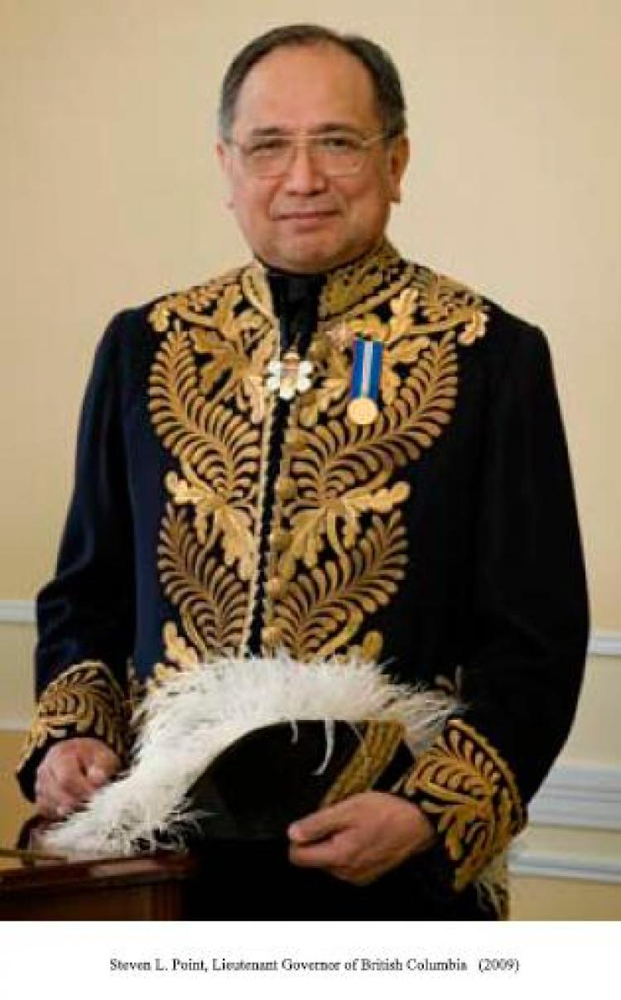 Steven L. Point, Lieutenant Governor of British Columbia (2009)